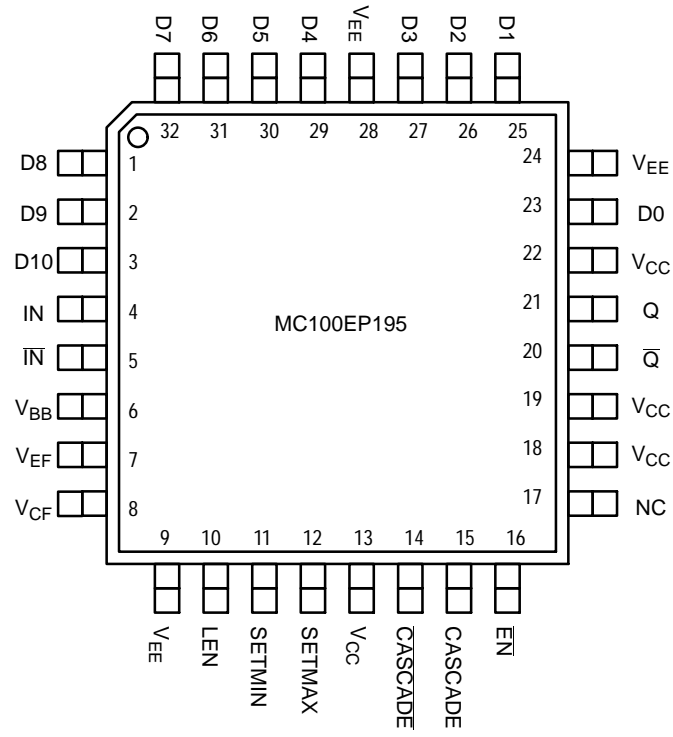 D7 D6 D5 D4 VEE D3 D2 D1
32 31 30 29 28 27 26 25
D8 1 24 VEE
D9 2 23 D0
D10 3 22 VCC
IN 4 21 Q
I̅N̅ 5 20 Q̅
MC100EP195
VBB 6 19 VCC
VEF 7 18 VCC
VCF 8 17 NC
9 10 11 12 13 14 15 16
VEE LEN SETMIN SETMAX VCC C̅A̅S̅C̅A̅D̅E̅ CASCADE E̅N̅